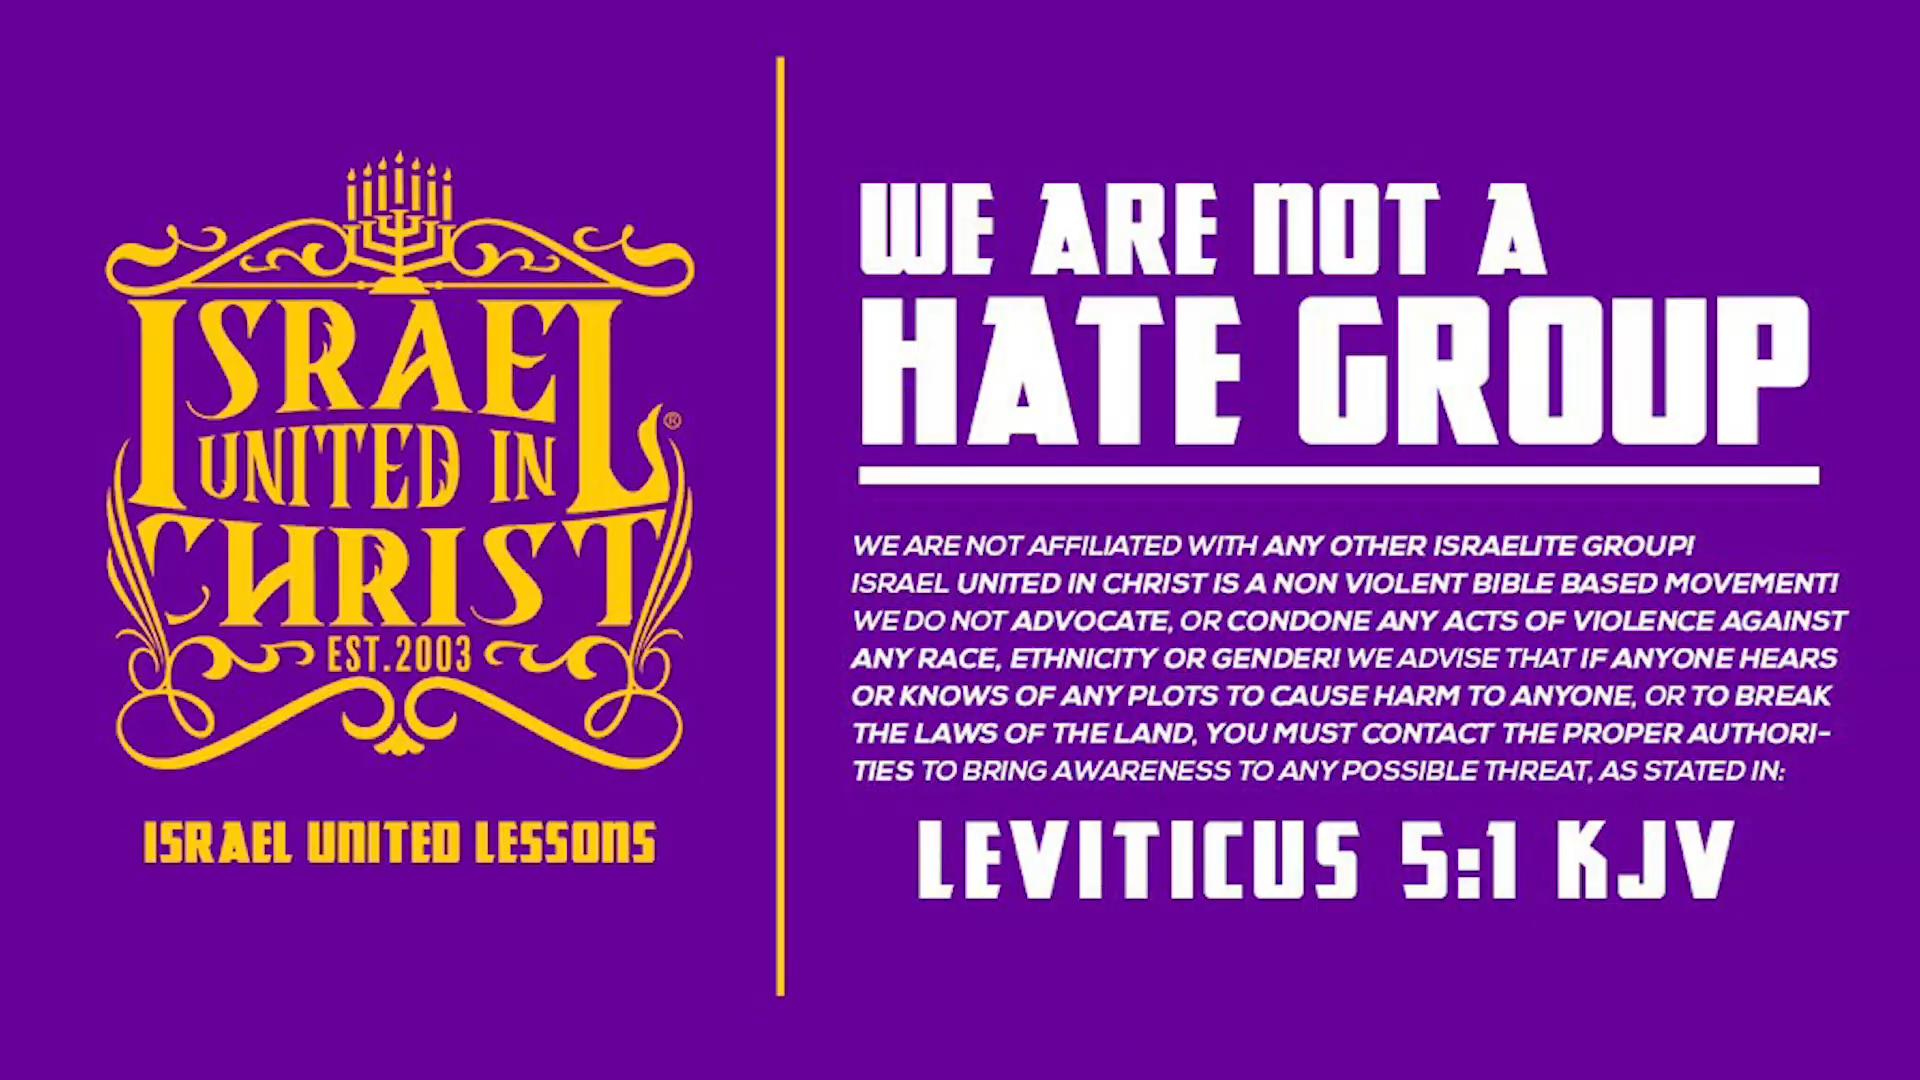 ISRAEL
UNITED IN
CHRIST
®
EST.2003
ISRAEL UNITED LESSONS
WE ARE NOT A
HATE GROUP
WE ARE NOT AFFILIATED WITH ANY OTHER ISRAELITE GROUP!
ISRAEL UNITED IN CHRIST IS A NON VIOLENT BIBLE BASED MOVEMENT!
WE DO NOT ADVOCATE, OR CONDONE ANY ACTS OF VIOLENCE AGAINST
ANY RACE, ETHNICITY OR GENDER! WE ADVISE THAT IF ANYONE HEARS
OR KNOWS OF ANY PLOTS TO CAUSE HARM TO ANYONE, OR TO BREAK
THE LAWS OF THE LAND, YOU MUST CONTACT THE PROPER AUTHORI-
TIES TO BRING AWARENESS TO ANY POSSIBLE THREAT, AS STATED IN:
LEVITICUS 5:1 KJV